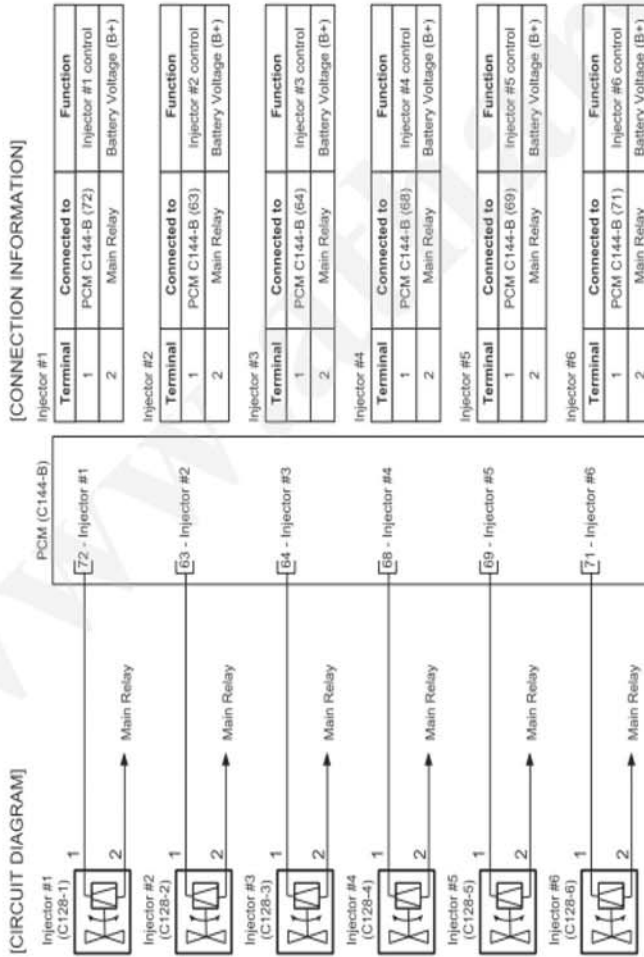 [CIRCUIT DIAGRAM]
Injector #1
(C128-1)
1
2
Main Relay
Injector #2
(C128-2)
1
2
Main Relay
Injector #3
(C128-3)
1
2
Main Relay
Injector #4
(C128-4)
1
2
Main Relay
Injector #5
(C128-5)
1
2
Main Relay
Injector #6
(C128-6)
1
2
Main Relay
PCM (C144-B)
72 - Injector #1
63 - Injector #2
64 - Injector #3
68 - Injector #4
69 - Injector #5
71 - Injector #6
[CONNECTION INFORMATION]
Injector #1
Terminal Connected to Function
1 PCM C144-B (72) Injector #1 control
2 Main Relay Battery Voltage (B+)
Injector #2
Terminal Connected to Function
1 PCM C144-B (63) Injector #2 control
2 Main Relay Battery Voltage (B+)
Injector #3
Terminal Connected to Function
1 PCM C144-B (64) Injector #3 control
2 Main Relay Battery Voltage (B+)
Injector #4
Terminal Connected to Function
1 PCM C144-B (68) Injector #4 control
2 Main Relay Battery Voltage (B+)
Injector #5
Terminal Connected to Function
1 PCM C144-B (69) Injector #5 control
2 Main Relay Battery Voltage (B+)
Injector #6
Terminal Connected to Function
1 PCM C144-B (71) Injector #6 control
2 Main Relay Battery Voltage (B+)